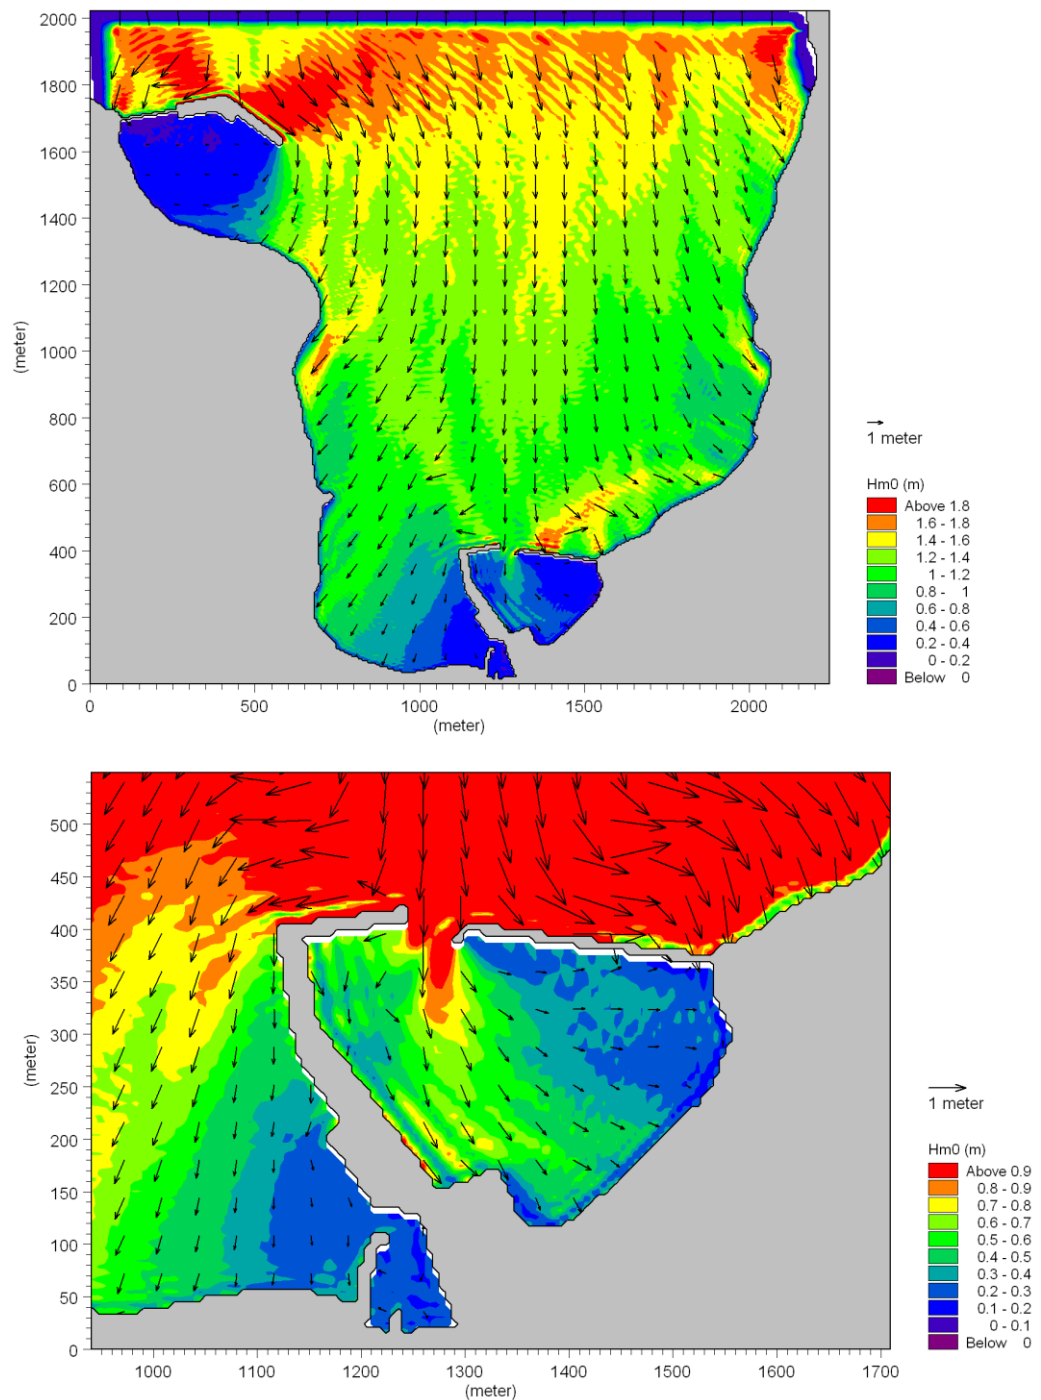 2000
1800
1600
1400
1200
1000
800
600
400
200
0
(meter)
0 500 1000 1500 2000
(meter)
1 meter
Hm0 (m)
Above 1.8
1.6 - 1.8
1.4 - 1.6
1.2 - 1.4
1 - 1.2
0.8 - 1
0.6 - 0.8
0.4 - 0.6
0.2 - 0.4
0 - 0.2
Below 0
500
450
400
350
300
250
200
150
100
50
0
(meter)
1000 1100 1200 1300 1400 1500 1600 1700
(meter)
1 meter
Hm0 (m)
Above 0.9
0.8 - 0.9
0.7 - 0.8
0.6 - 0.7
0.5 - 0.6
0.4 - 0.5
0.3 - 0.4
0.2 - 0.3
0.1 - 0.2
0 - 0.1
Below 0